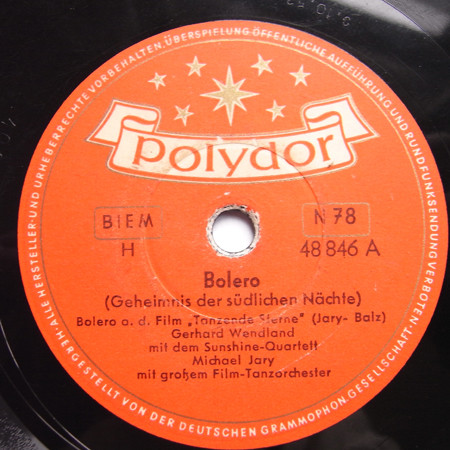 ALLE HERSTELLER- UND URHEBERRECHTE VORBEHALTEN. ÜBERSPIELUNG ÖFFENTLICHE AUFFÜHRUNG UND RUNDFUNKSENDUNG VERBOTEN
polydor
BIEM
N 78
H
48 846 A
Bolero
(Geheimnis der südlichen Nächte)
Bolero a. d. Film „Tanzende Sterne“ (Jary- Balz)
Gerhard Wendland
mit dem Sunshine-Quartett
Michael Jary
mit großem Film-Tanzorchester
HERGESTELLT VON DER DEUTSCHEN GRAMMOPHON GESELLSCHAFT